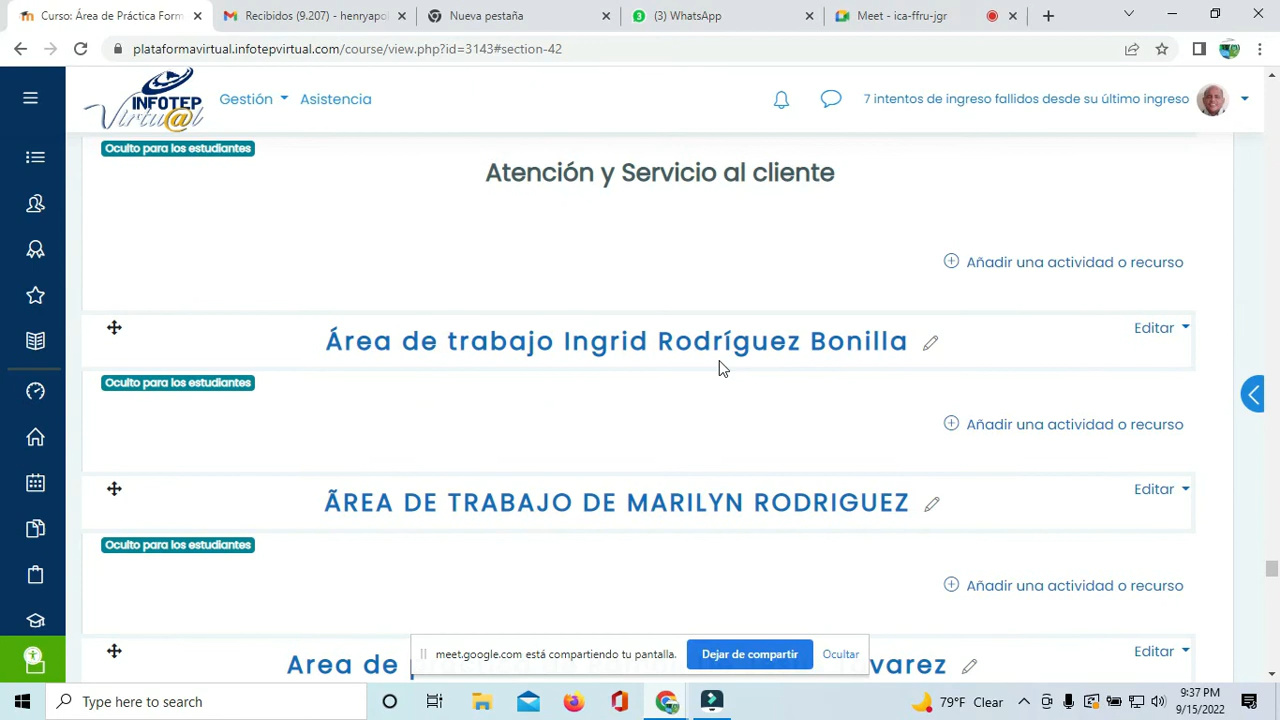 Curso: Área de Práctica Form
Recibidos (9.207) - henryapol
Nueva pestaña
(3) WhatsApp
Meet - ica-ffru-jgr
plataformavirtual.infotepvirtual.com/course/view.php?id=3143#section-42
INFOTEP
Virtu@l
Gestión
Asistencia
7 intentos de ingreso fallidos desde su último ingreso
Oculto para los estudiantes
Atención y Servicio al cliente
Añadir una actividad o recurso
Área de trabajo Ingrid Rodríguez Bonilla
Editar
Oculto para los estudiantes
Añadir una actividad o recurso
ÃREA DE TRABAJO DE MARILYN RODRIGUEZ
Editar
Oculto para los estudiantes
Añadir una actividad o recurso
Area de
varez
Editar
meet.google.com está compartiendo tu pantalla.
Dejar de compartir
Ocultar
Type here to search
79°F Clear
9:37 PM
9/15/2022